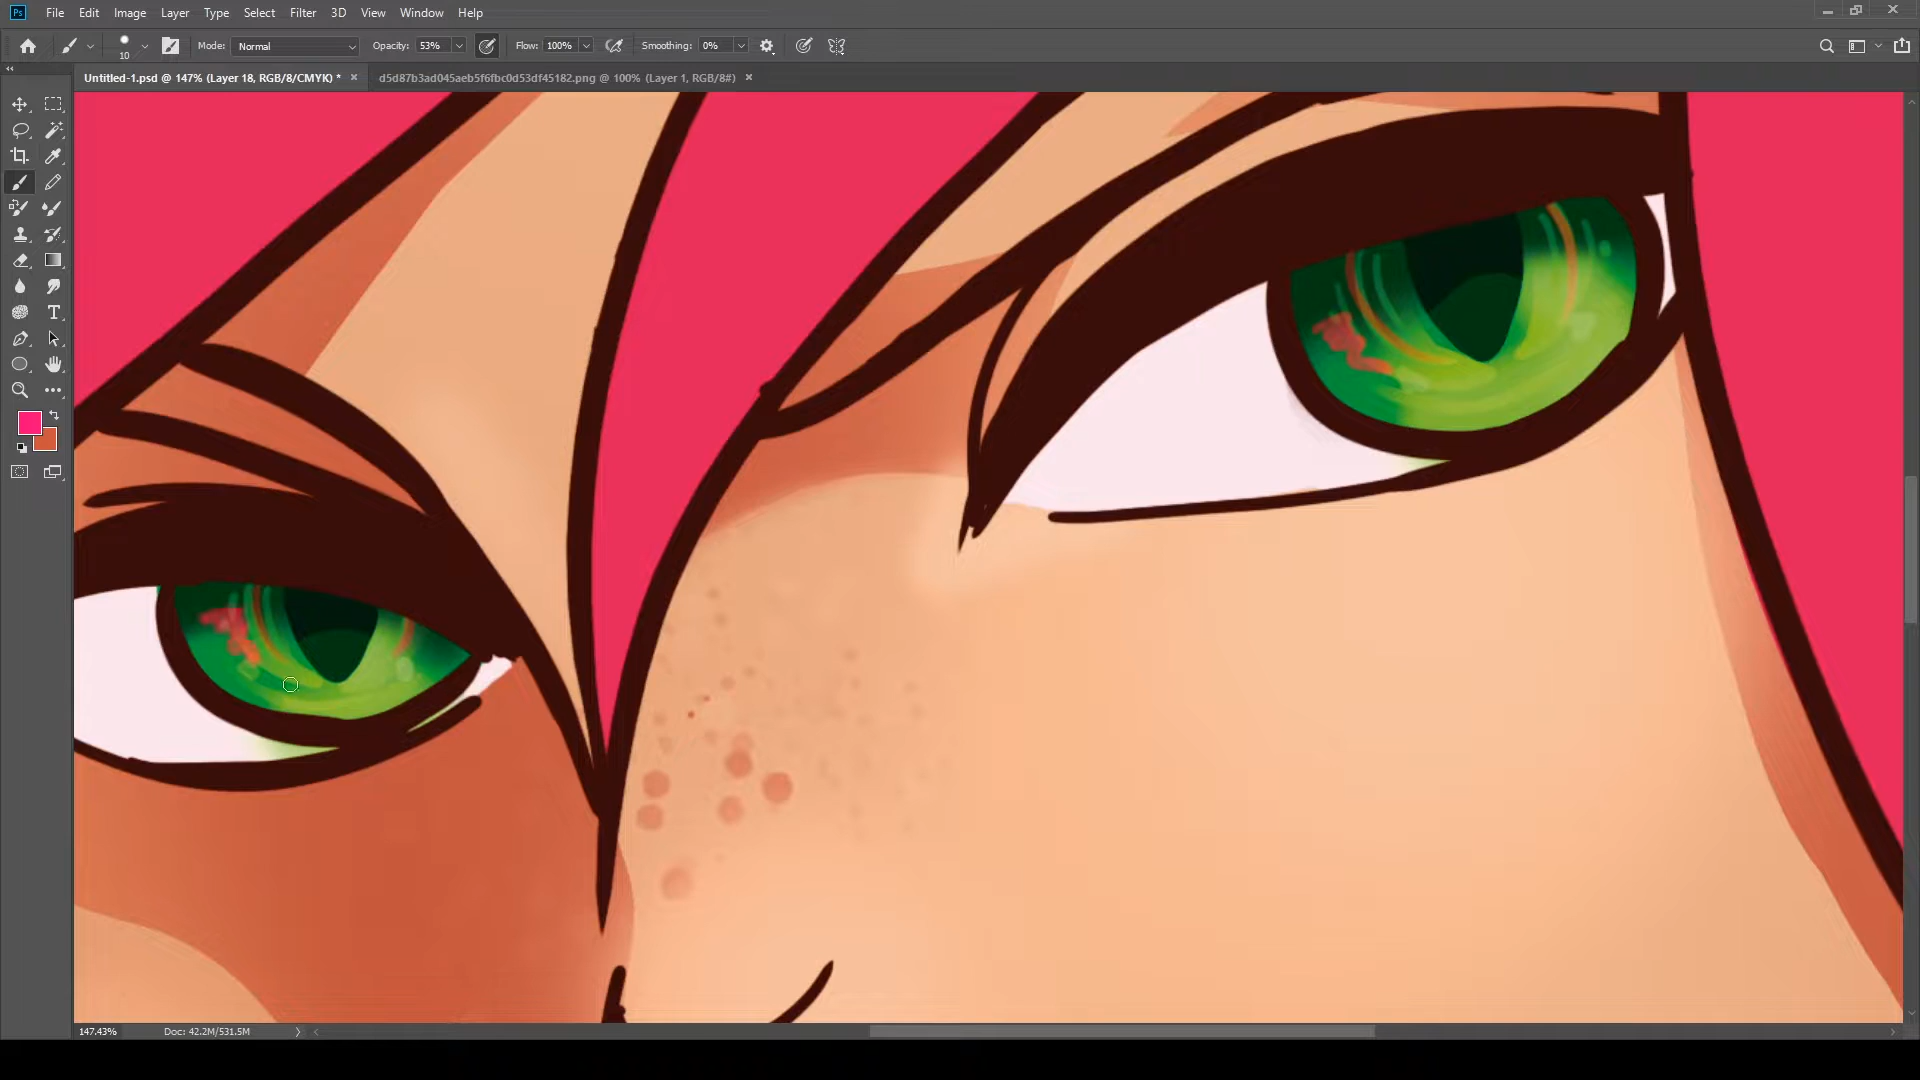 Ps File Edit Image Layer Type Select Filter 3D View Window Help
10 Mode: Normal Opacity: 53% Flow: 100% Smoothing: 0%
Untitled-1.psd @ 147% (Layer 18, RGB/8/CMYK) * d5d87b3ad045aeb5f6fbc0d53df45182.png @ 100% (Layer 1, RGB/8#)
T
147.43% Doc: 42.2M/531.5M